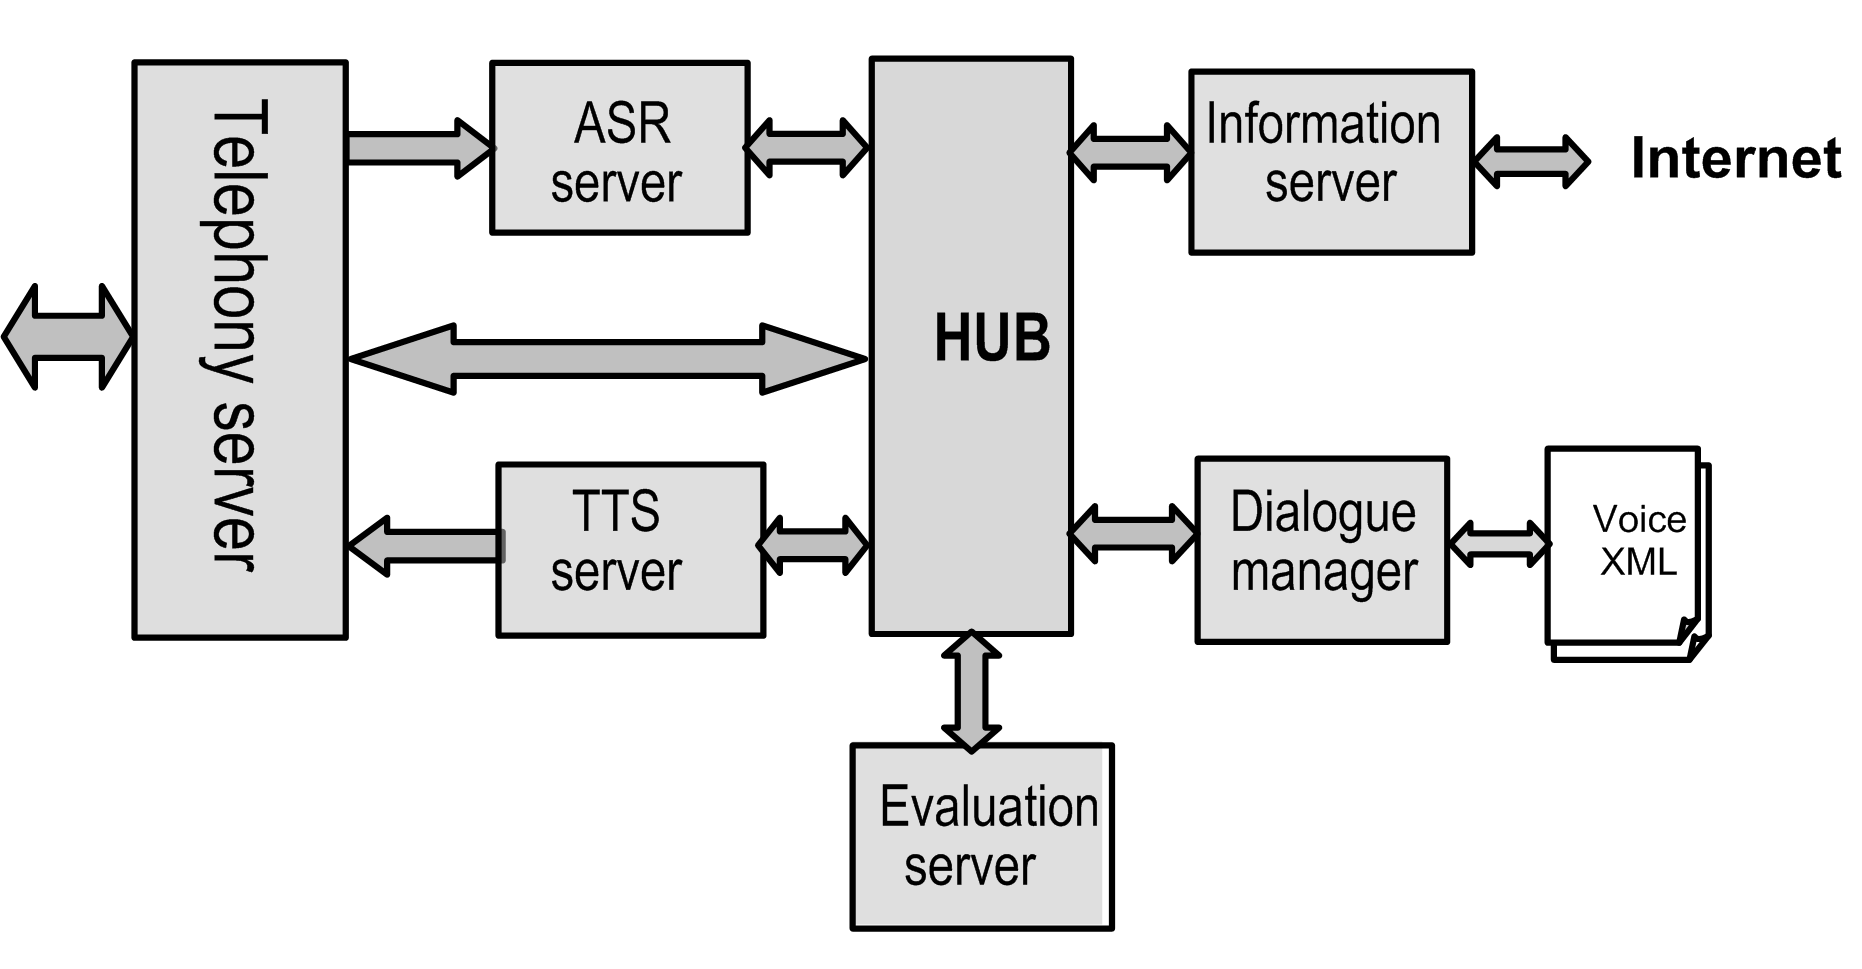 Telephony server
ASR
server
HUB
Information
server
Internet
TTS
server
Dialogue
manager
Voice
XML
Evaluation
server